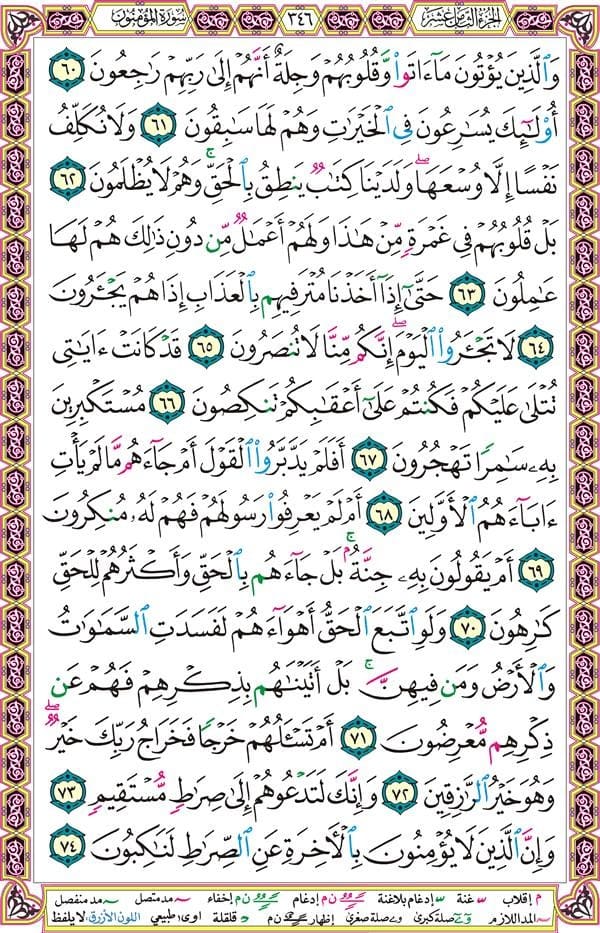 الجزء الثامن عشر
٣٤٦
سورة المؤمنون
وَٱلَّذِينَ يُؤْتُونَ مَآ ءَاتَوا۟ وَّقُلُوبُهُمْ وَجِلَةٌ أَنَّهُمْ إِلَىٰ رَبِّهِمْ رَٰجِعُونَ ٦٠
أُو۟لَـٰٓئِكَ يُسَـٰرِعُونَ فِى ٱلْخَيْرَٰتِ وَهُمْ لَهَا سَـٰبِقُونَ ٦١ وَلَا نُكَلِّفُ
نَفْسًا إِلَّا وُسْعَهَا ۖ وَلَدَيْنَا كِتَـٰبٌ يَنطِقُ بِٱلْحَقِّ ۚ وَهُمْ لَا يُظْلَمُونَ ٦٢
بَلْ قُلُوبُهُمْ فِى غَمْرَةٍ مِّنْ هَـٰذَا وَلَهُمْ أَعْمَـٰلٌ مِّن دُونِ ذَٰلِكَ هُمْ لَهَا
عَـٰمِلُونَ ٦٣ حَتَّىٰٓ إِذَآ أَخَذْنَا مُتْرَفِيهِم بِٱلْعَذَابِ إِذَا هُمْ يَجْـَٔرُونَ
٦٤ لَا تَجْـَٔرُوا۟ ٱلْيَوْمَ ۖ إِنَّكُم مِّنَّا لَا تُنصَرُونَ ٦٥ قَدْ كَانَتْ ءَايَـٰتِى
تُتْلَىٰ عَلَيْكُمْ فَكُنتُمْ عَلَىٰٓ أَعْقَـٰبِكُمْ تَنكِصُونَ ٦٦ مُسْتَكْبِرِينَ
بِهِۦ سَـٰمِرًا تَهْجُرُونَ ٦٧ أَفَلَمْ يَدَّبَّرُوا۟ ٱلْقَوْلَ أَمْ جَآءَهُم مَّا لَمْ يَأْتِ
ءَابَآءَهُمُ ٱلْأَوَّلِينَ ٦٨ أَمْ لَمْ يَعْرِفُوا۟ رَسُولَهُمْ فَهُمْ لَهُۥ مُنكِرُونَ
٦٩ أَمْ يَقُولُونَ بِهِۦ جِنَّةٌۢ ۚ بَلْ جَآءَهُم بِٱلْحَقِّ وَأَكْثَرُهُمْ لِلْحَقِّ
كَـٰرِهُونَ ٧٠ وَلَوِ ٱتَّبَعَ ٱلْحَقُّ أَهْوَآءَهُمْ لَفَسَدَتِ ٱلسَّمَـٰوَٰتُ
وَٱلْأَرْضُ وَمَن فِيهِنَّ ۚ بَلْ أَتَيْنَـٰهُم بِذِكْرِهِمْ فَهُمْ عَن
ذِكْرِهِم مُّعْرِضُونَ ٧١ أَمْ تَسْـَٔلُهُمْ خَرْجًا فَخَرَاجُ رَبِّكَ خَيْرٌ ۖ
وَهُوَ خَيْرُ ٱلرَّٰزِقِينَ ٧٢ وَإِنَّكَ لَتَدْعُوهُمْ إِلَىٰ صِرَٰطٍ مُّسْتَقِيمٍ ٧٣
وَإِنَّ ٱلَّذِينَ لَا يُؤْمِنُونَ بِٱلْـَٔاخِرَةِ عَنِ ٱلصِّرَٰطِ لَنَـٰكِبُونَ ٧٤
م إقلاب غنة إدغام بلاغنة ن م إدغام ن م إخفاء مد متصل مد منفصل
المد اللازم صلة كبرى صلة صغرى إظهار ن م قلقلة اوى طبيعي اللون الأزرق لا يلفظ